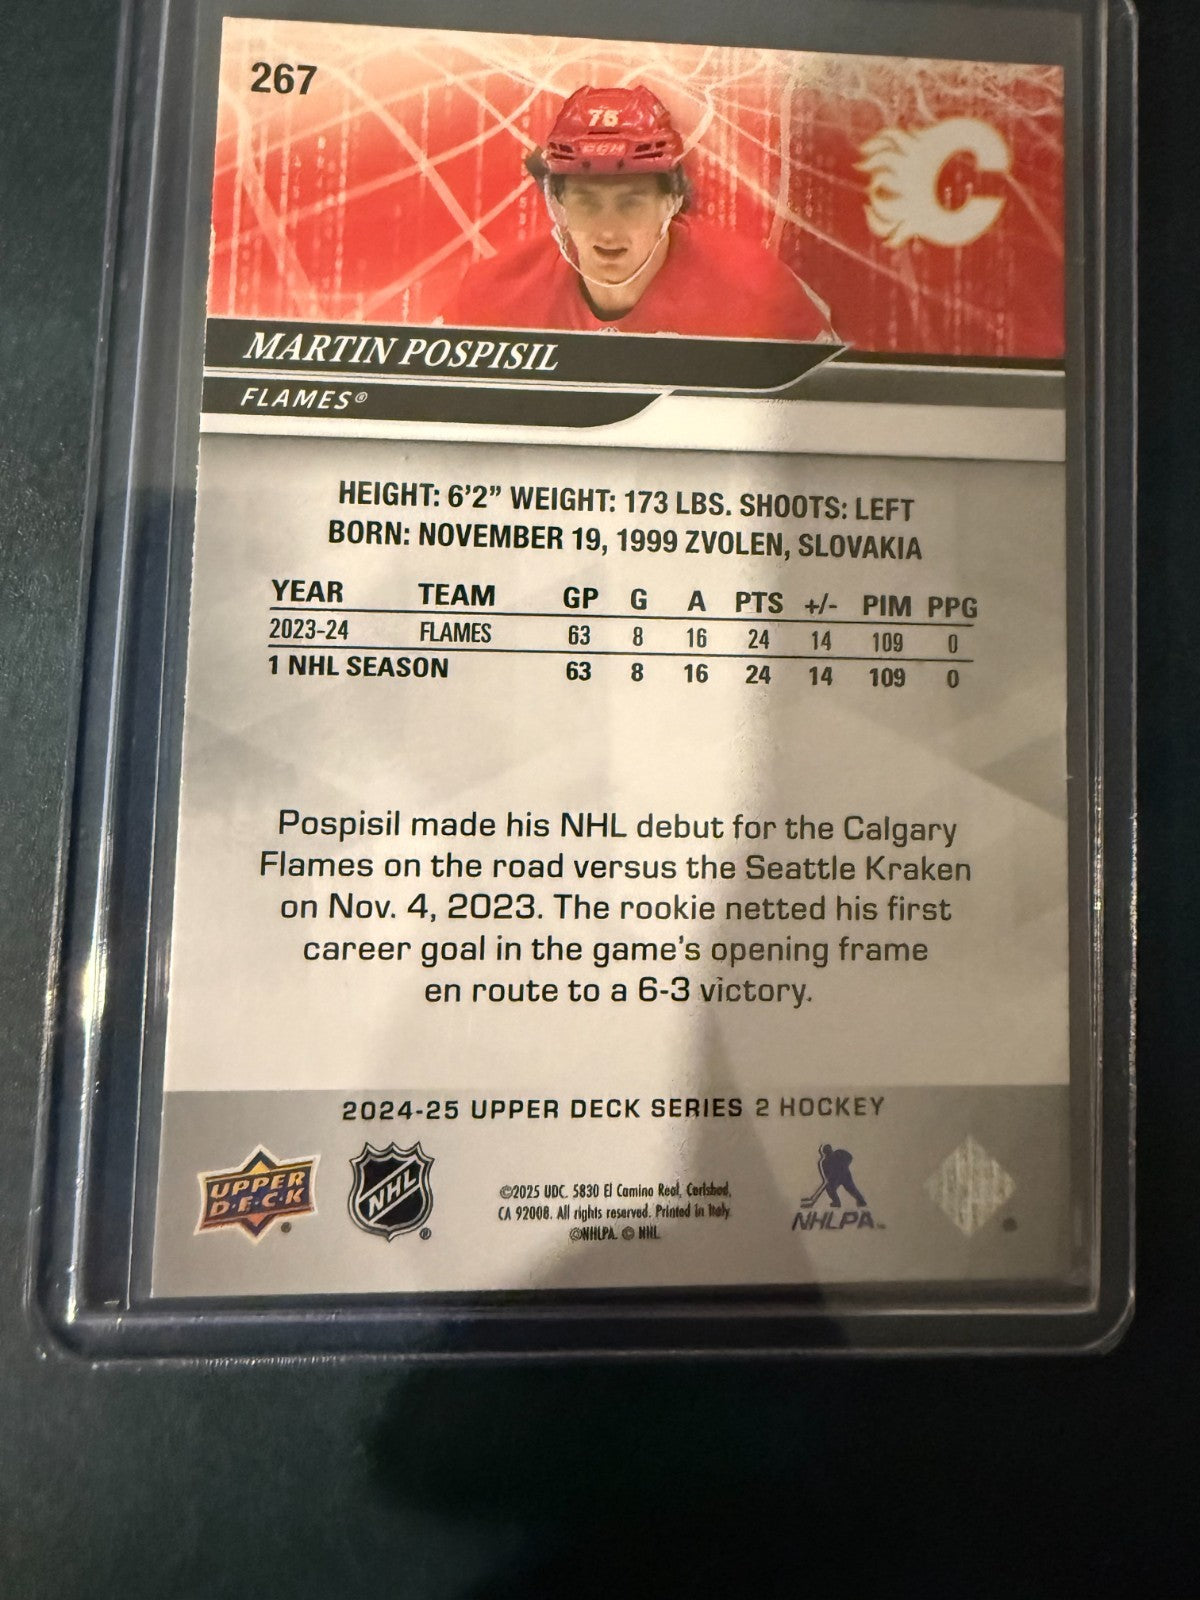 267
76
CCM
MARTIN POSPISIL
FLAMES®
HEIGHT: 6'2" WEIGHT: 173 LBS. SHOOTS: LEFT
BORN: NOVEMBER 19, 1999 ZVOLEN, SLOVAKIA
YEAR TEAM GP G A PTS +/- PIM PPG
2023-24 FLAMES 63 8 16 24 14 109 0
1 NHL SEASON 63 8 16 24 14 109 0
Pospisil made his NHL debut for the Calgary
Flames on the road versus the Seattle Kraken
on Nov. 4, 2023. The rookie netted his first
career goal in the game's opening frame
en route to a 6-3 victory.
2024-25 UPPER DECK SERIES 2 HOCKEY
UPPER
D·E·C·K
NHL
©2025 UDC. 5830 El Camino Real, Carlsbad,
CA 92008. All rights reserved. Printed in Italy.
©NHLPA. © NHL.
NHLPA